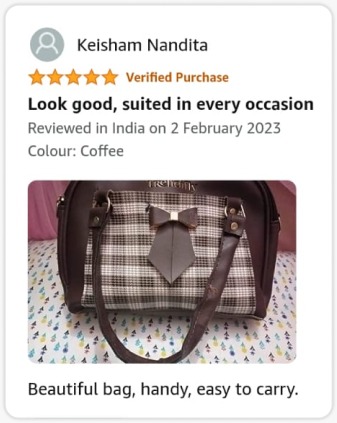 Keisham Nandita
Verified Purchase
Look good, suited in every occasion
Reviewed in India on 2 February 2023
Colour: Coffee
Beautiful bag, handy, easy to carry.